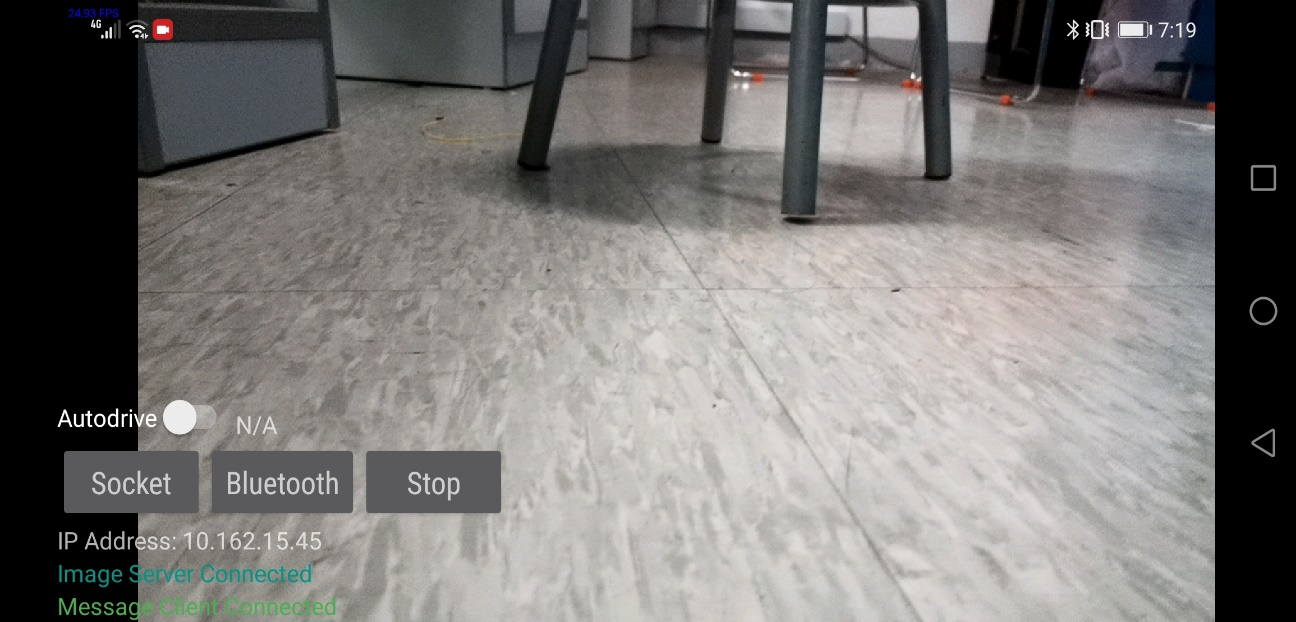 24.93 FPS
4G 7:19
Autodrive N/A
Socket Bluetooth Stop
IP Address: 10.162.15.45
Image Server Connected
Message Client Connected